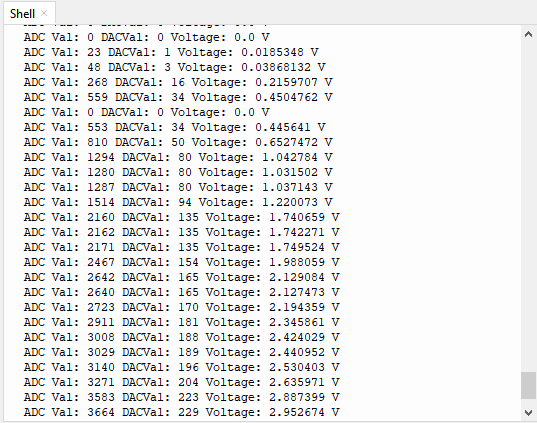 Shell ×
ADC Val: 0 DACVal: 0 Voltage: 0.0 V
ADC Val: 0 DACVal: 0 Voltage: 0.0 V
ADC Val: 23 DACVal: 1 Voltage: 0.0185348 V
ADC Val: 48 DACVal: 3 Voltage: 0.03868132 V
ADC Val: 268 DACVal: 16 Voltage: 0.2159707 V
ADC Val: 559 DACVal: 34 Voltage: 0.4504762 V
ADC Val: 0 DACVal: 0 Voltage: 0.0 V
ADC Val: 553 DACVal: 34 Voltage: 0.445641 V
ADC Val: 810 DACVal: 50 Voltage: 0.6527472 V
ADC Val: 1294 DACVal: 80 Voltage: 1.042784 V
ADC Val: 1280 DACVal: 80 Voltage: 1.031502 V
ADC Val: 1287 DACVal: 80 Voltage: 1.037143 V
ADC Val: 1514 DACVal: 94 Voltage: 1.220073 V
ADC Val: 2160 DACVal: 135 Voltage: 1.740659 V
ADC Val: 2162 DACVal: 135 Voltage: 1.742271 V
ADC Val: 2171 DACVal: 135 Voltage: 1.749524 V
ADC Val: 2467 DACVal: 154 Voltage: 1.988059 V
ADC Val: 2642 DACVal: 165 Voltage: 2.129084 V
ADC Val: 2640 DACVal: 165 Voltage: 2.127473 V
ADC Val: 2723 DACVal: 170 Voltage: 2.194359 V
ADC Val: 2911 DACVal: 181 Voltage: 2.345861 V
ADC Val: 3008 DACVal: 188 Voltage: 2.424029 V
ADC Val: 3029 DACVal: 189 Voltage: 2.440952 V
ADC Val: 3140 DACVal: 196 Voltage: 2.530403 V
ADC Val: 3271 DACVal: 204 Voltage: 2.635971 V
ADC Val: 3583 DACVal: 223 Voltage: 2.887399 V
ADC Val: 3664 DACVal: 229 Voltage: 2.952674 V